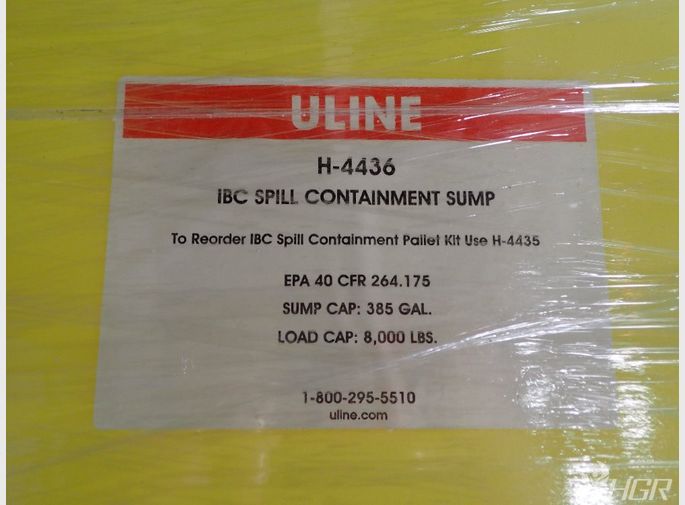 ULINE
H-4436
IBC SPILL CONTAINMENT SUMP
To Reorder IBC Spill Containment Pallet Kit Use H-4435
EPA 40 CFR 264.175
SUMP CAP: 385 GAL.
LOAD CAP: 8,000 LBS.
1-800-295-5510
uline.com
HGR